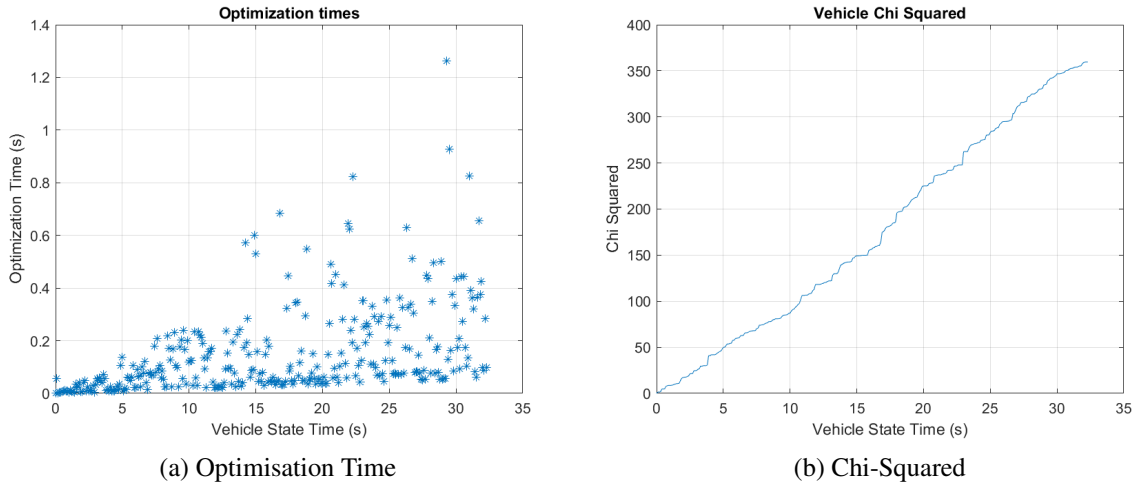 Optimization times
1.4
1.2
1
0.8
0.6
0.4
0.2
0
Optimization Time (s)
0 5 10 15 20 25 30 35
Vehicle State Time (s)
(a) Optimisation Time
Vehicle Chi Squared
400
350
300
250
200
150
100
50
0
Chi Squared
0 5 10 15 20 25 30 35
Vehicle State Time (s)
(b) Chi-Squared